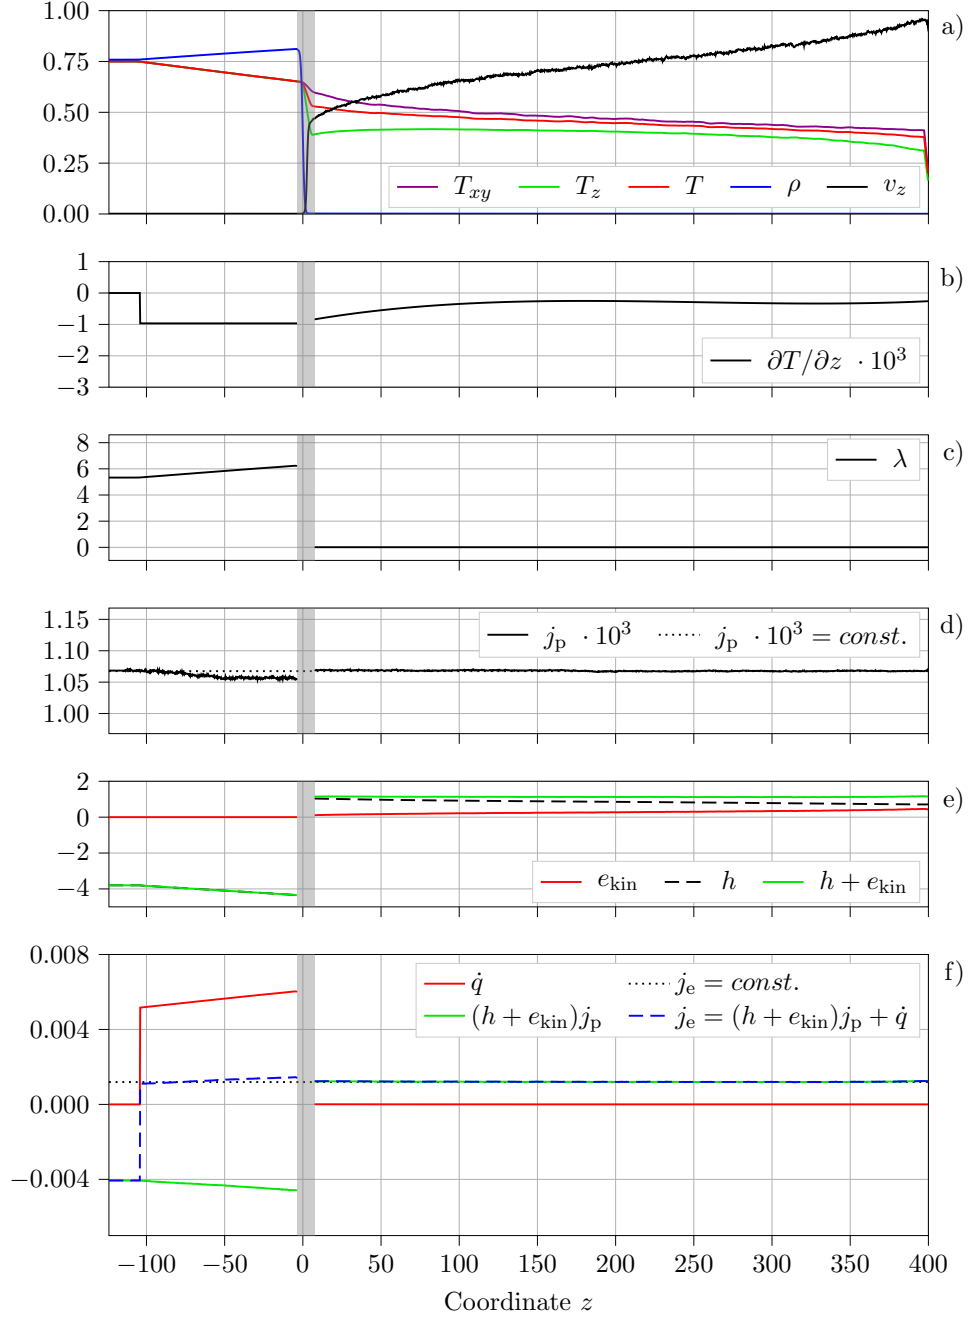 1.00
0.75
0.50
0.25
0.00
a)
T_xy T_z T ρ v_z
1
0
−1
−2
−3
b)
∂T/∂z · 10³
8
6
4
2
0
c)
λ
1.15
1.10
1.05
1.00
d)
j_p · 10³ j_p · 10³ = const.
2
0
−2
−4
e)
e_kin h h + e_kin
0.008
0.004
0.000
−0.004
f)
q̇ j_e = const.
(h + e_kin)j_p j_e = (h + e_kin)j_p + q̇
−100 −50 0 50 100 150 200 250 300 350 400
Coordinate z